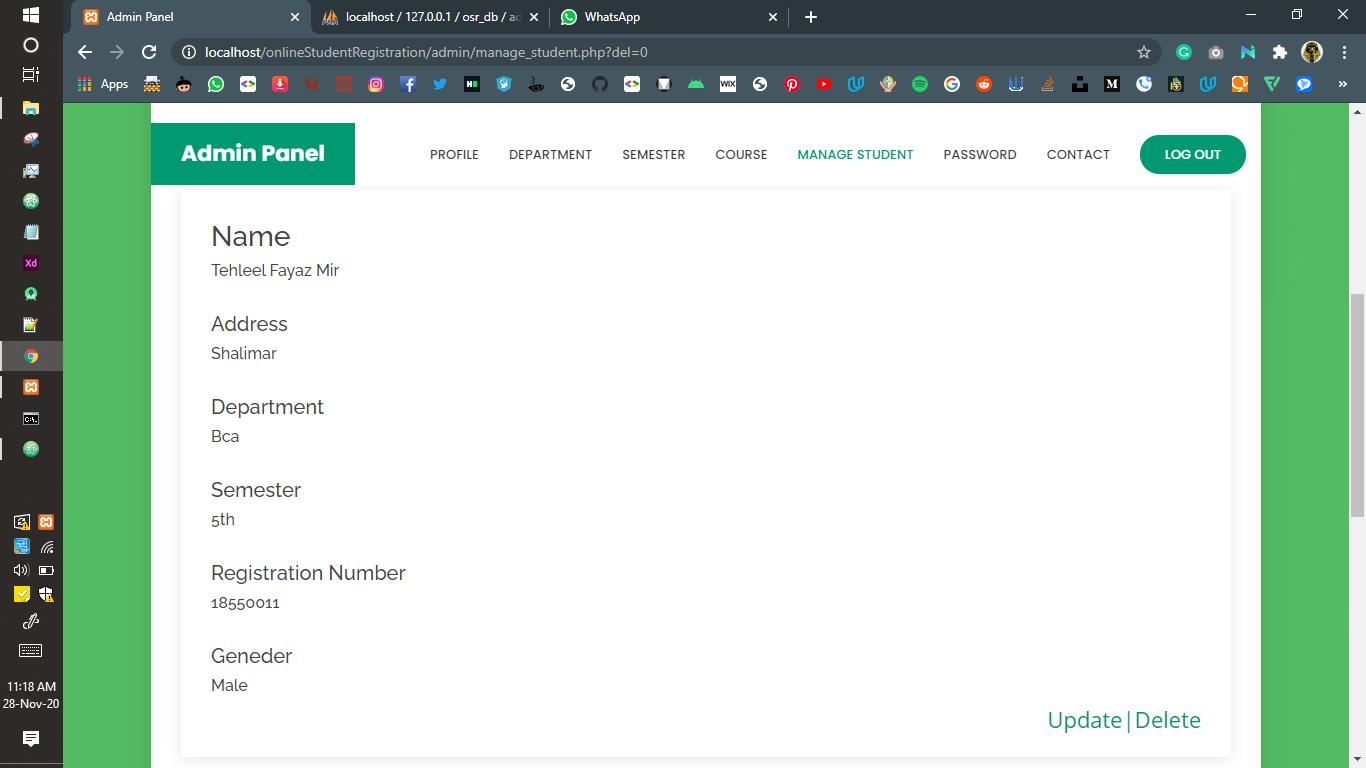 Admin Panel
localhost / 127.0.0.1 / osr_db / ad
WhatsApp
localhost/onlineStudentRegistration/admin/manage_student.php?del=0
Apps
WIX
Admin Panel
PROFILE
DEPARTMENT
SEMESTER
COURSE
MANAGE STUDENT
PASSWORD
CONTACT
LOG OUT
Name
Tehleel Fayaz Mir
Address
Shalimar
Department
Bca
Semester
5th
Registration Number
18550011
Geneder
Male
Update|Delete
Xd
11:18 AM
28-Nov-20